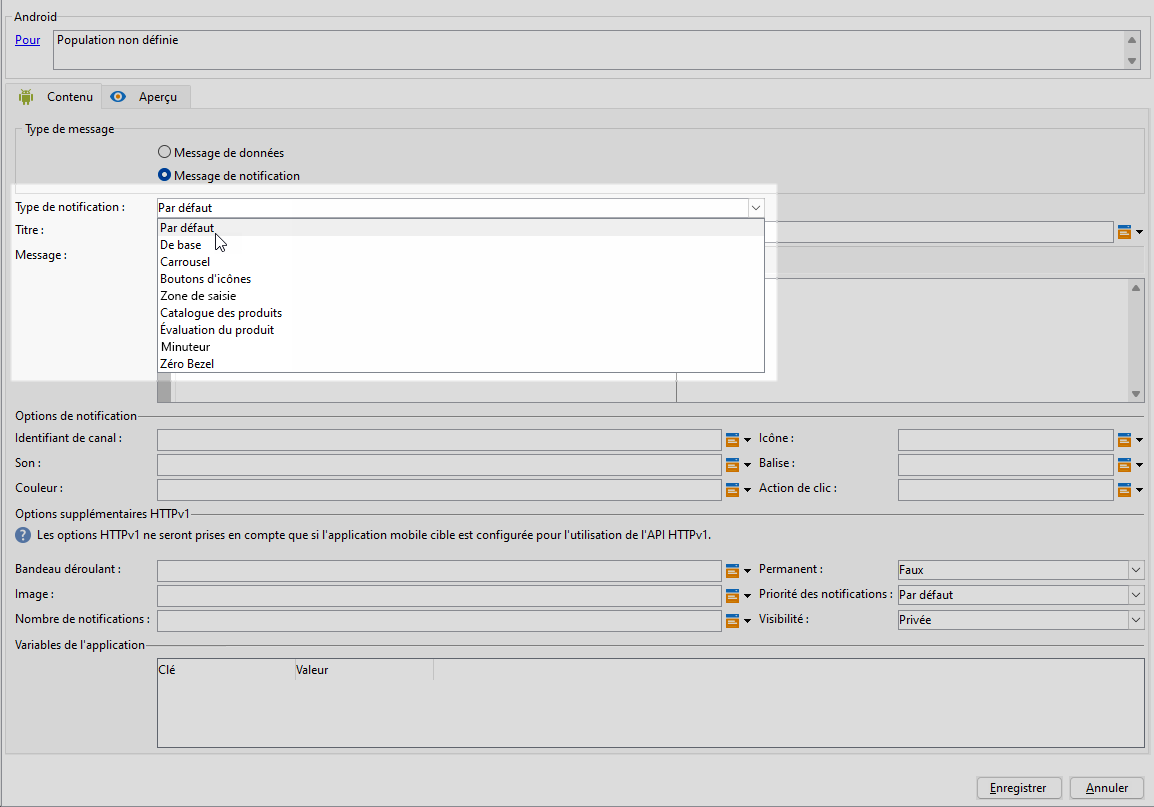 Android
Pour
Population non définie
Contenu
Aperçu
Type de message
Message de données
Message de notification
Type de notification :
Par défaut
Titre :
Message :
Par défaut
De base
Carrousel
Boutons d'icônes
Zone de saisie
Catalogue des produits
Évaluation du produit
Minuteur
Zéro Bezel
Options de notification
Identifiant de canal :
Icône :
Son :
Balise :
Couleur :
Action de clic :
Options supplémentaires HTTPv1
? Les options HTTPv1 ne seront prises en compte que si l'application mobile cible est configurée pour l'utilisation de l'API HTTPv1.
Bandeau déroulant :
Permanent : Faux
Image :
Priorité des notifications : Par défaut
Nombre de notifications :
Visibilité : Privée
Variables de l'application
Clé Valeur
Enregistrer
Annuler